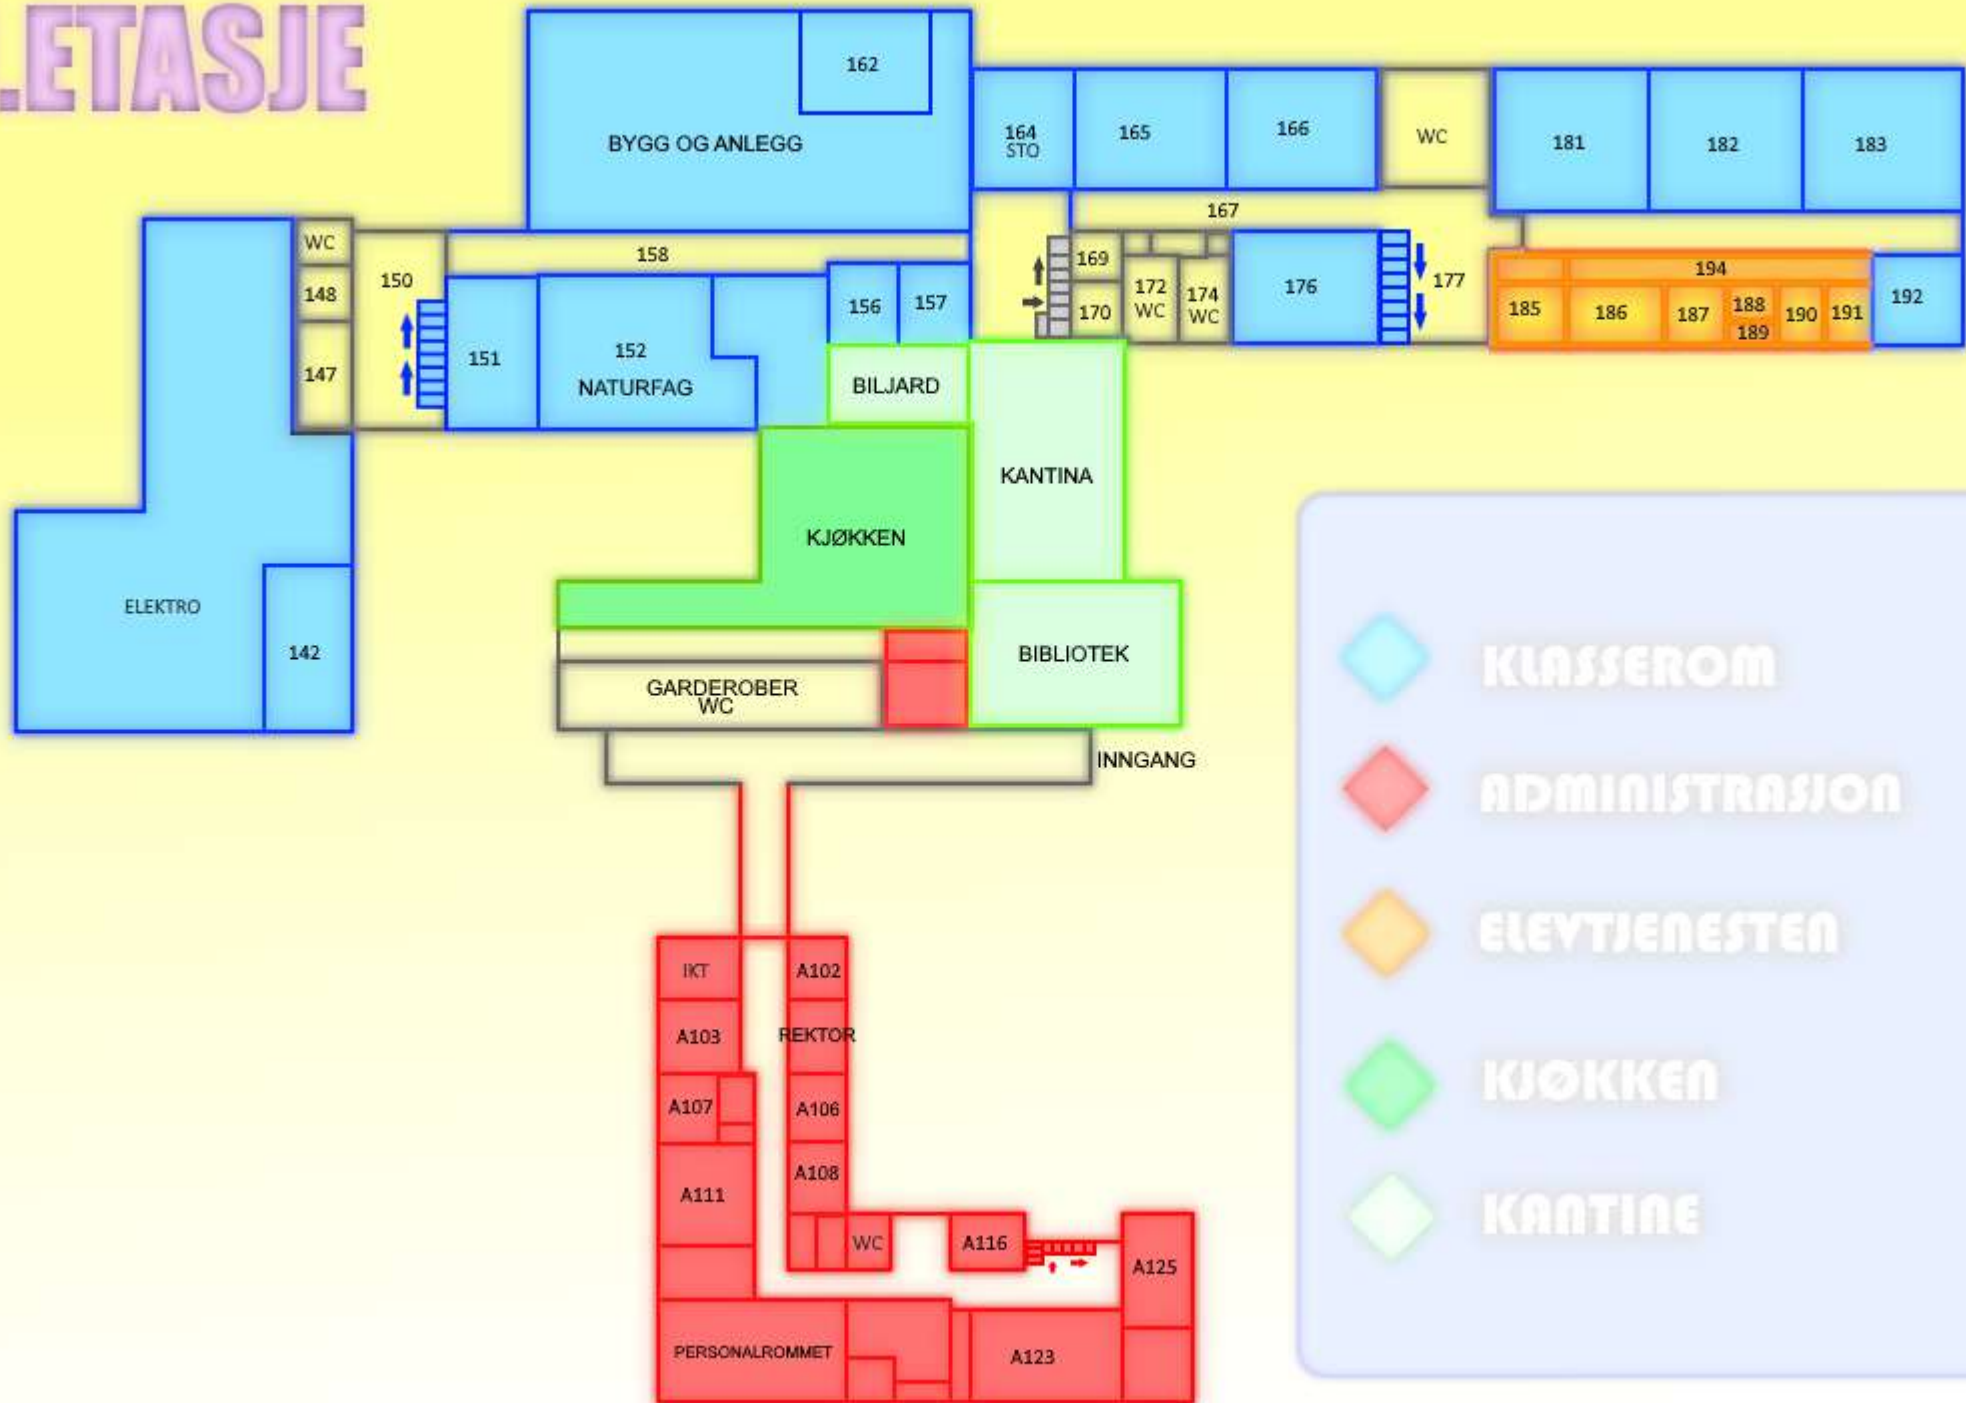 .ETASJE
162
BYGG OG ANLEGG
164
STO
165
166
WC
181
182
183
167
WC
148
147
150
158
151
152
NATURFAG
156
157
169
170
172
WC
174
WC
176
177
194
185
186
187
188
189
190
191
192
BILJARD
KANTINA
KJØKKEN
ELEKTRO
142
BIBLIOTEK
GARDEROBER
WC
INNGANG
KLASSEROM
ADMINISTRASJON
ELEVTJENESTEN
KJØKKEN
KANTINE
IKT
A102
A103
REKTOR
A107
A106
A108
A111
WC
A116
A125
PERSONALROMMET
A123